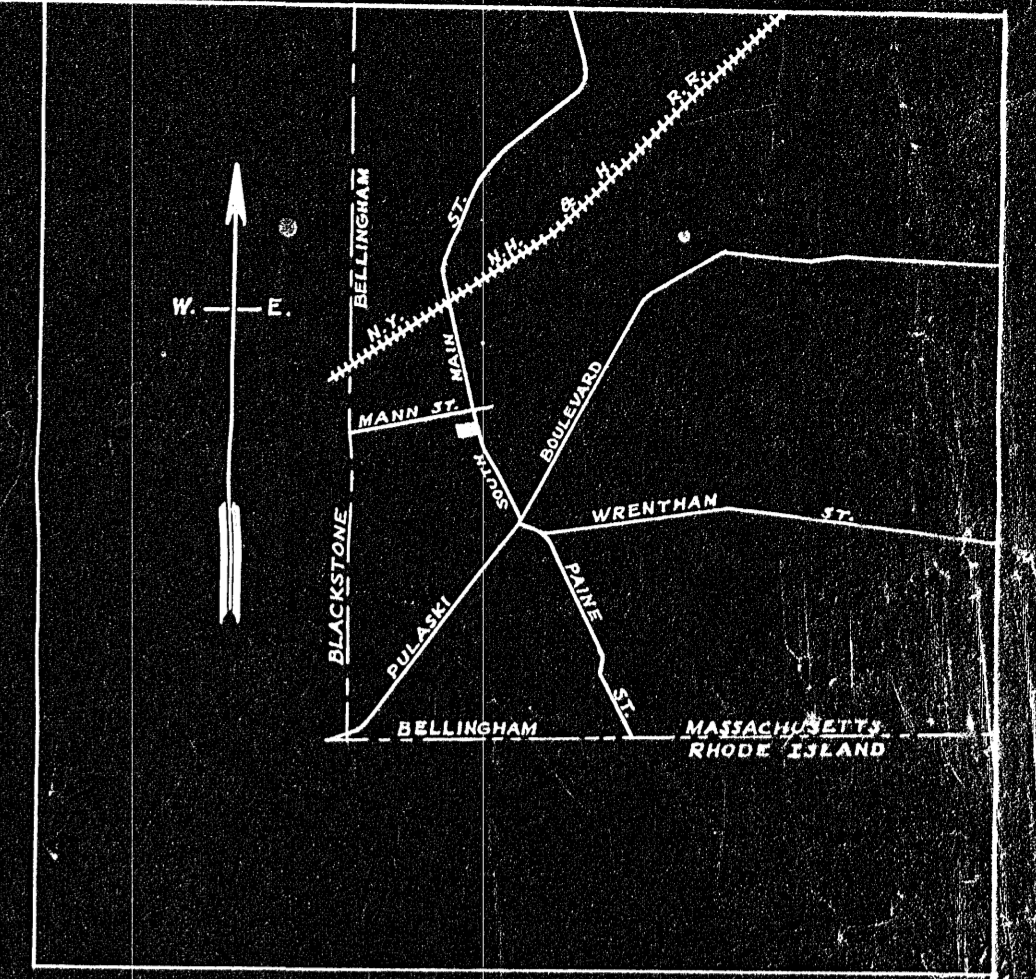 N.Y. N.H. & H. R.R.
BELLINGHAM
W. E.
SOUTH MAIN ST.
MANN ST.
PULASKI BOULEVARD
WRENTHAM ST.
BLACKSTONE
PAINE ST.
BELLINGHAM
MASSACHUSETTS
RHODE ISLAND